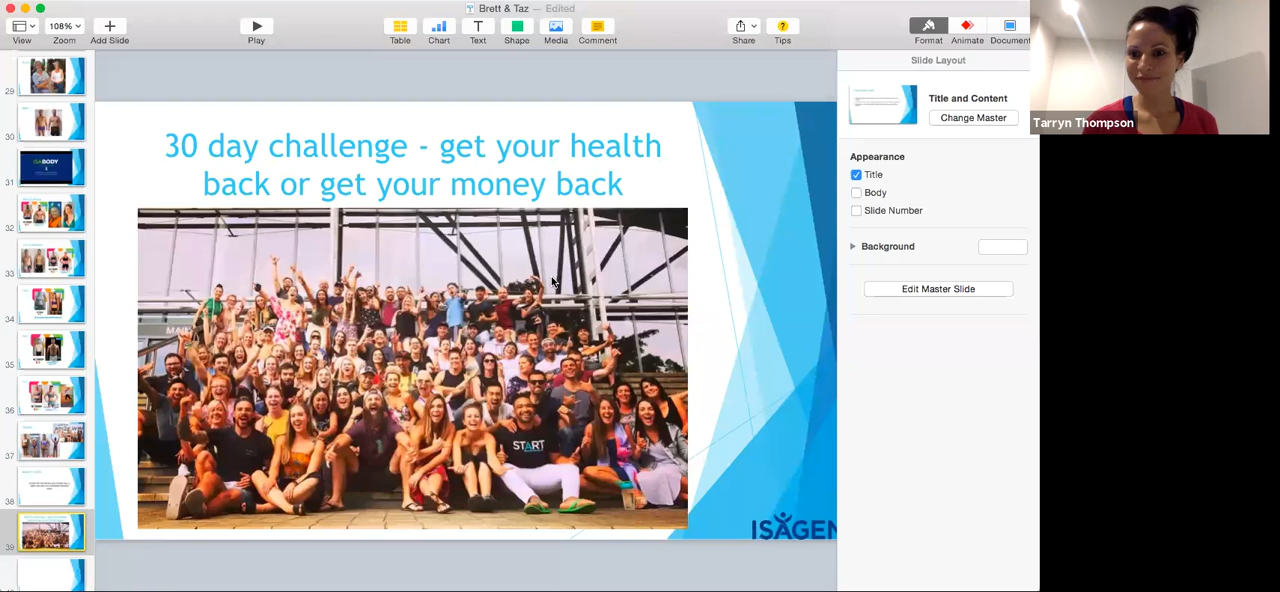 Brett & Taz — Edited
View
108%
Zoom
Add Slide
Play
Table
Chart
Text
Shape
Media
Comment
Share
Tips
Format
Animate
Document
Slide Layout
Title and Content
Change Master
Appearance
Title
Body
Slide Number
Background
Edit Master Slide
Tarryn Thompson
29
30
31
ISABODY
32
33
34
35
36
37
38
39
30 day challenge - get your health
back or get your money back
MAIN
START
ISAGEN